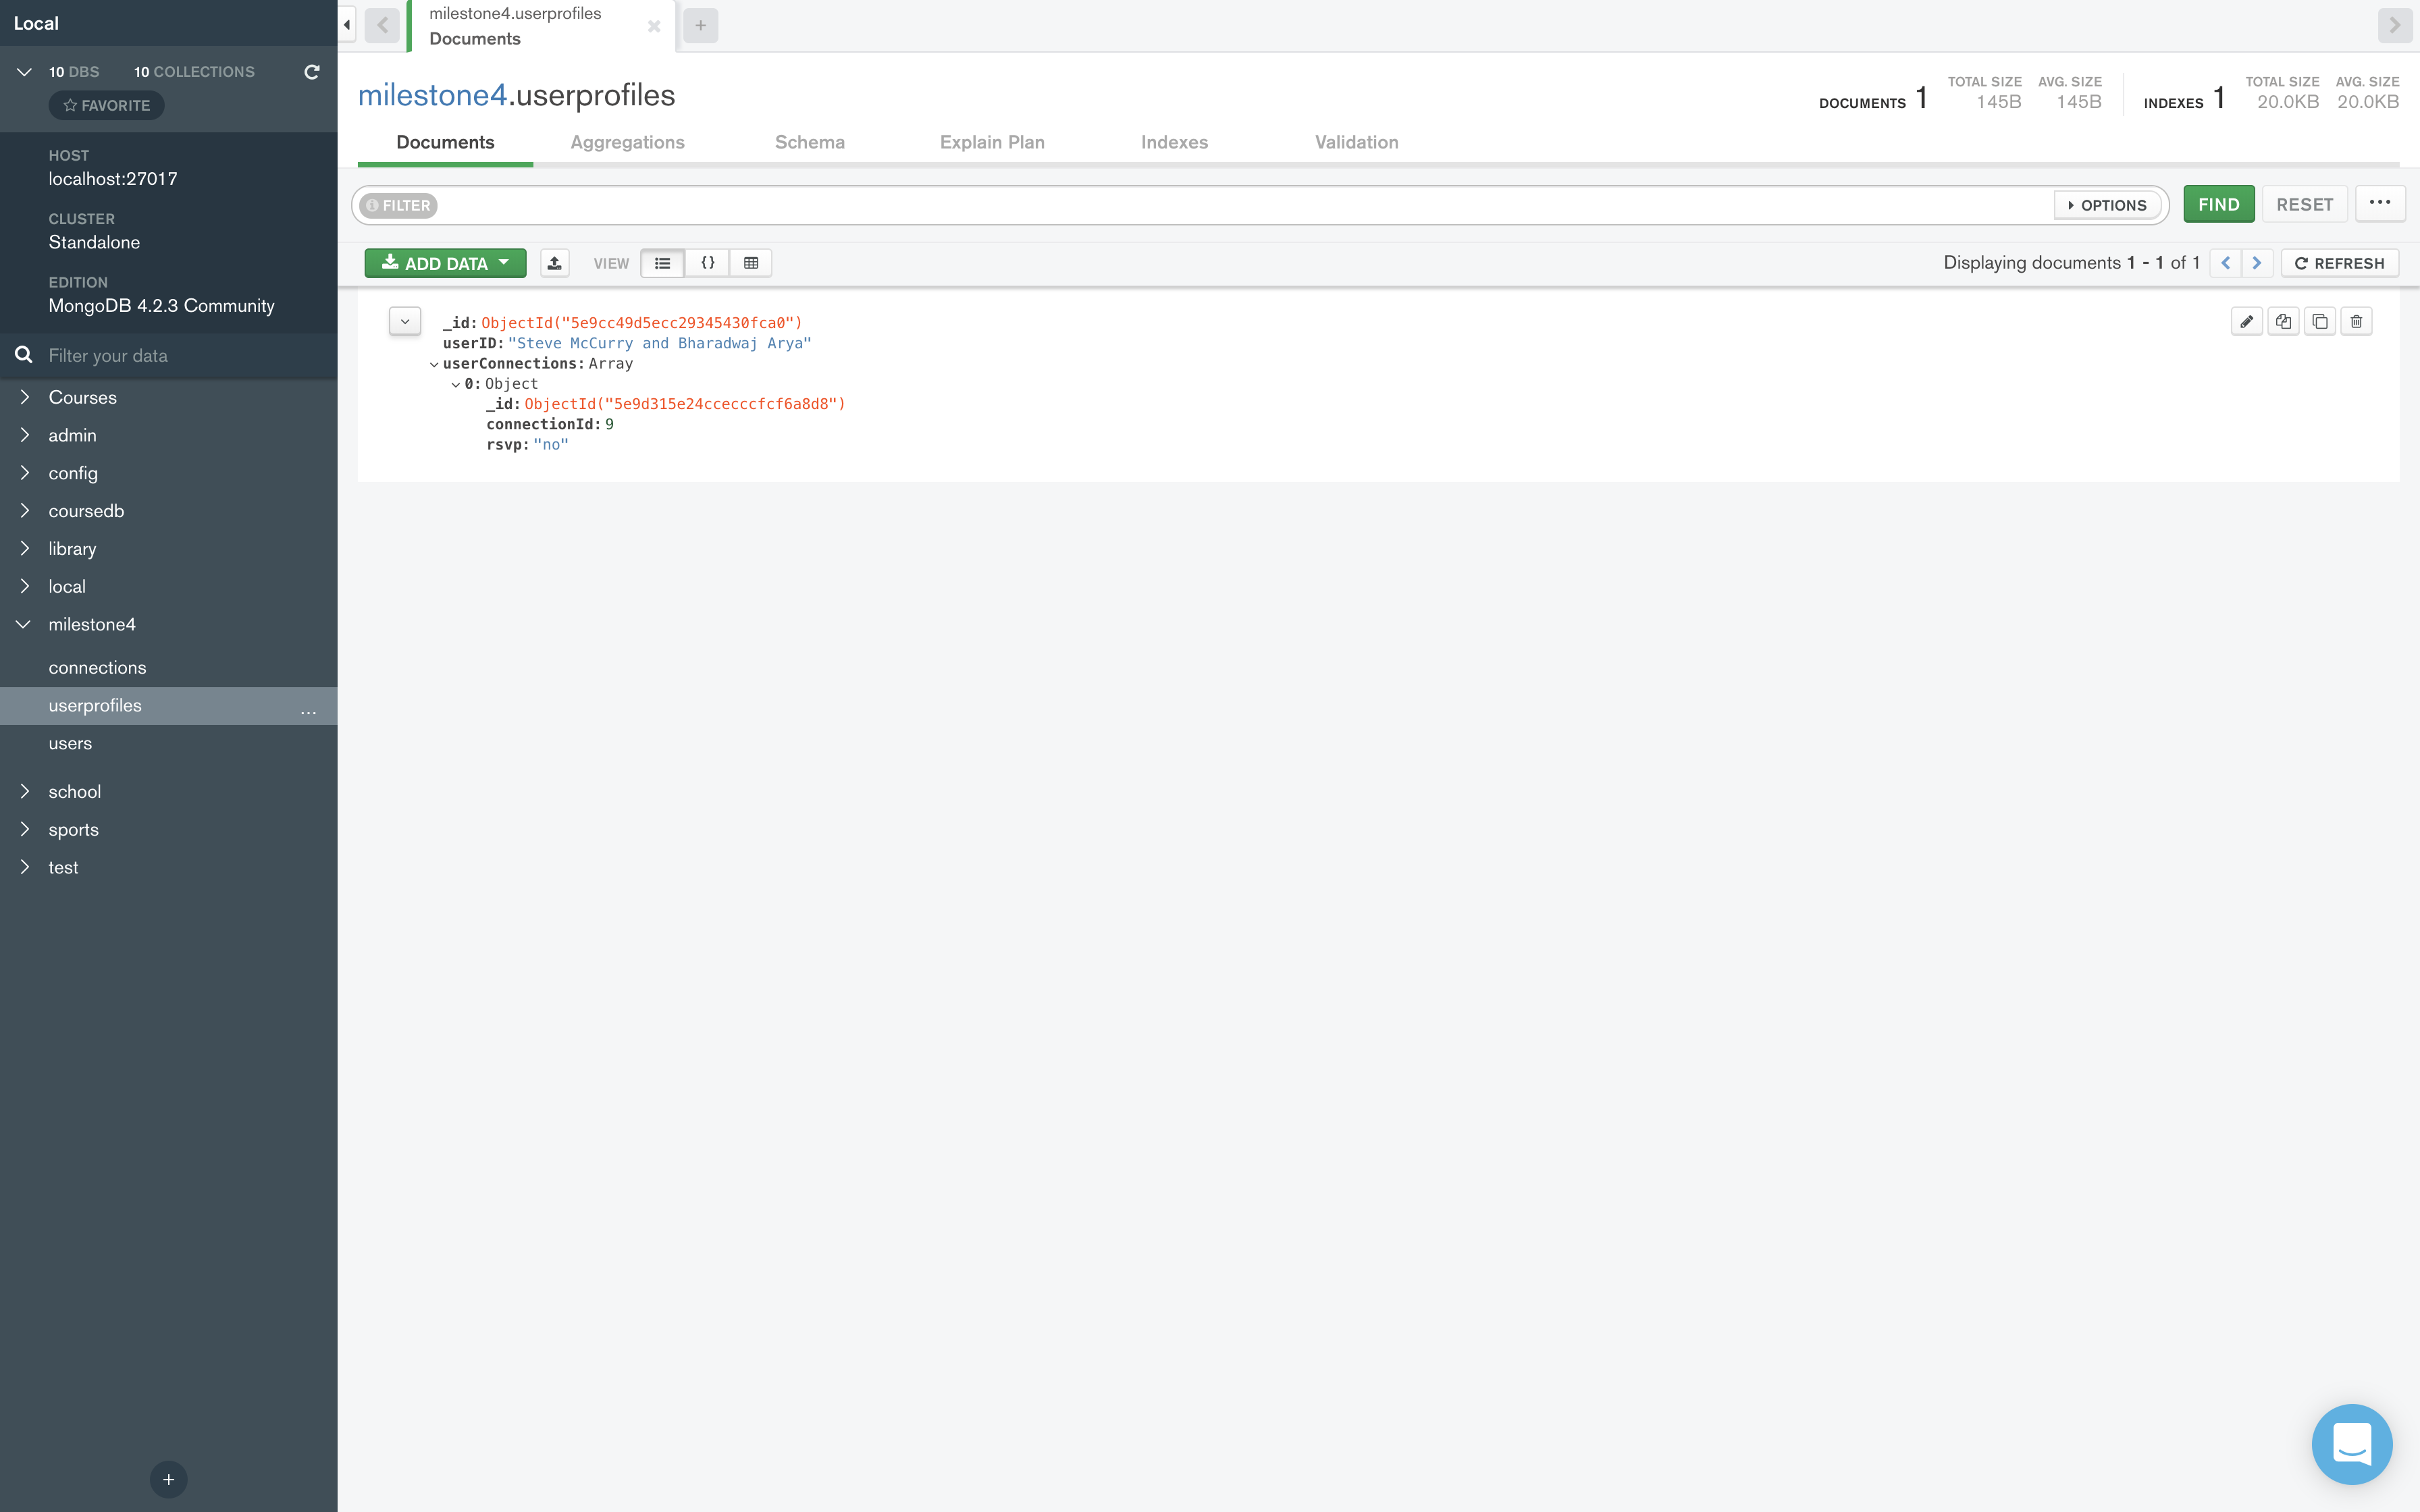 Local
10 DBS 10 COLLECTIONS
FAVORITE
HOST
localhost:27017
CLUSTER
Standalone
EDITION
MongoDB 4.2.3 Community
Filter your data
Courses
admin
config
coursedb
library
local
milestone4
connections
userprofiles ...
users
school
sports
test
+
milestone4.userprofiles
Documents
+
milestone4.userprofiles
DOCUMENTS 1 TOTAL SIZE 145B AVG. SIZE 145B INDEXES 1 TOTAL SIZE 20.0KB AVG. SIZE 20.0KB
Documents Aggregations Schema Explain Plan Indexes Validation
FILTER OPTIONS FIND RESET ...
ADD DATA VIEW {} Displaying documents 1 - 1 of 1 REFRESH
_id: ObjectId("5e9cc49d5ecc29345430fca0")
userID: "Steve McCurry and Bharadwaj Arya"
userConnections: Array
0: Object
_id: ObjectId("5e9d315e24ccecccfcf6a8d8")
connectionId: 9
rsvp: "no"